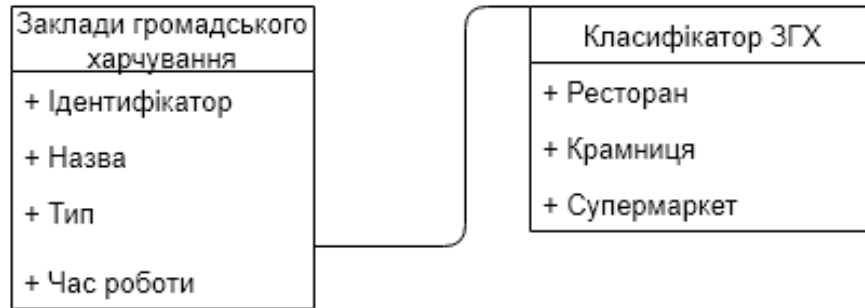 Заклади громадського
харчування
+ Ідентифікатор
+ Назва
+ Тип
+ Час роботи
Класифікатор ЗГХ
+ Ресторан
+ Крамниця
+ Супермаркет